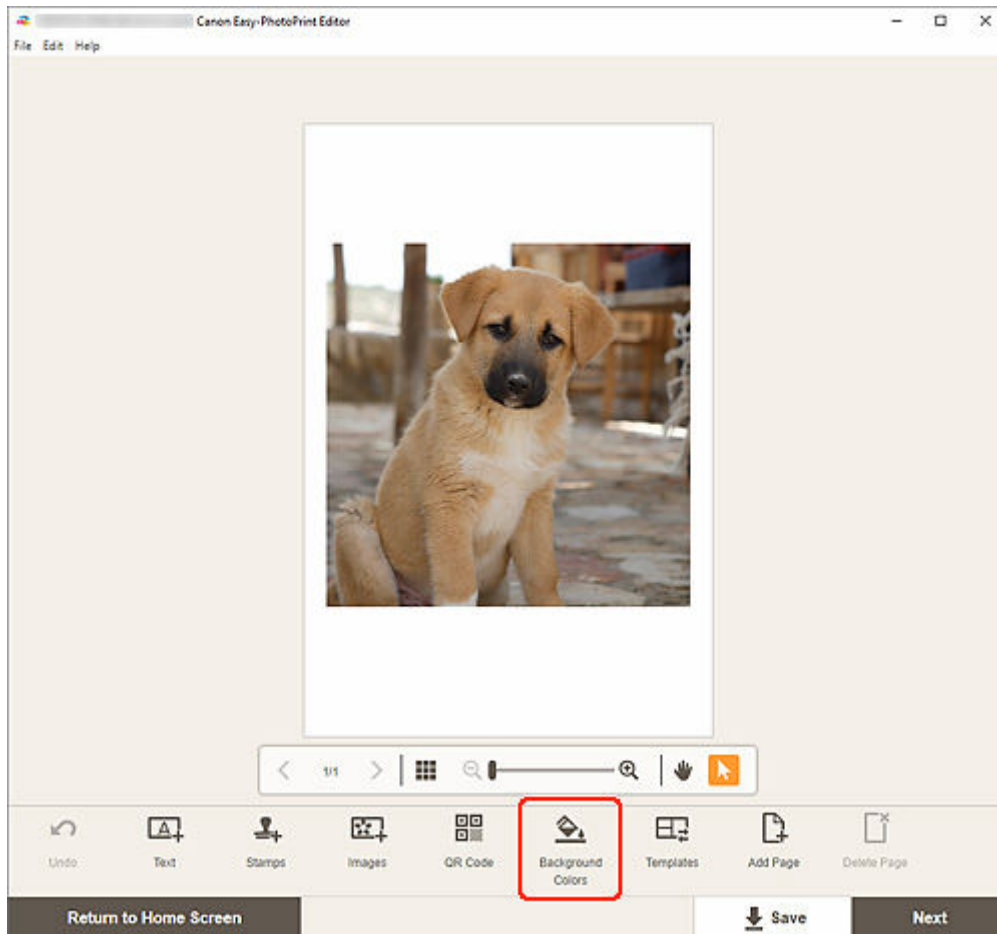 Canon Easy-PhotoPrint Editor
File Edit Help
1/1
Undo
Text
Stamps
Images
QR Code
Background
Colors
Templates
Add Page
Delete Page
Return to Home Screen
Save
Next